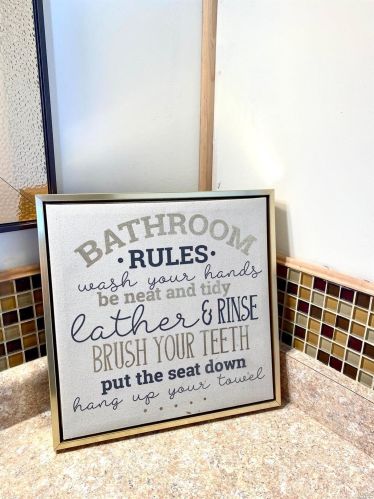 BATHROOM
• RULES •
wash your hands
be neat and tidy
lather & RINSE
BRUSH YOUR TEETH
put the seat down
hang up your towel